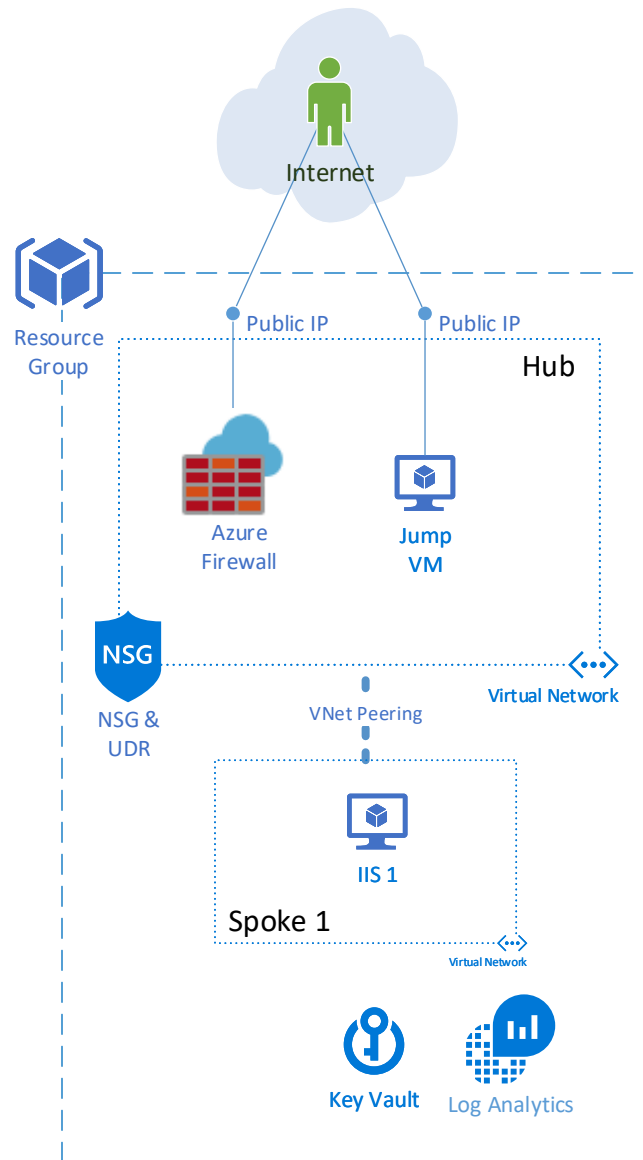 Internet
Public IP
Public IP
Resource
Group
Hub
Azure
Firewall
Jump
VM
NSG
NSG &
UDR
Virtual Network
VNet Peering
IIS 1
Spoke 1
Virtual Network
Key Vault
Log Analytics